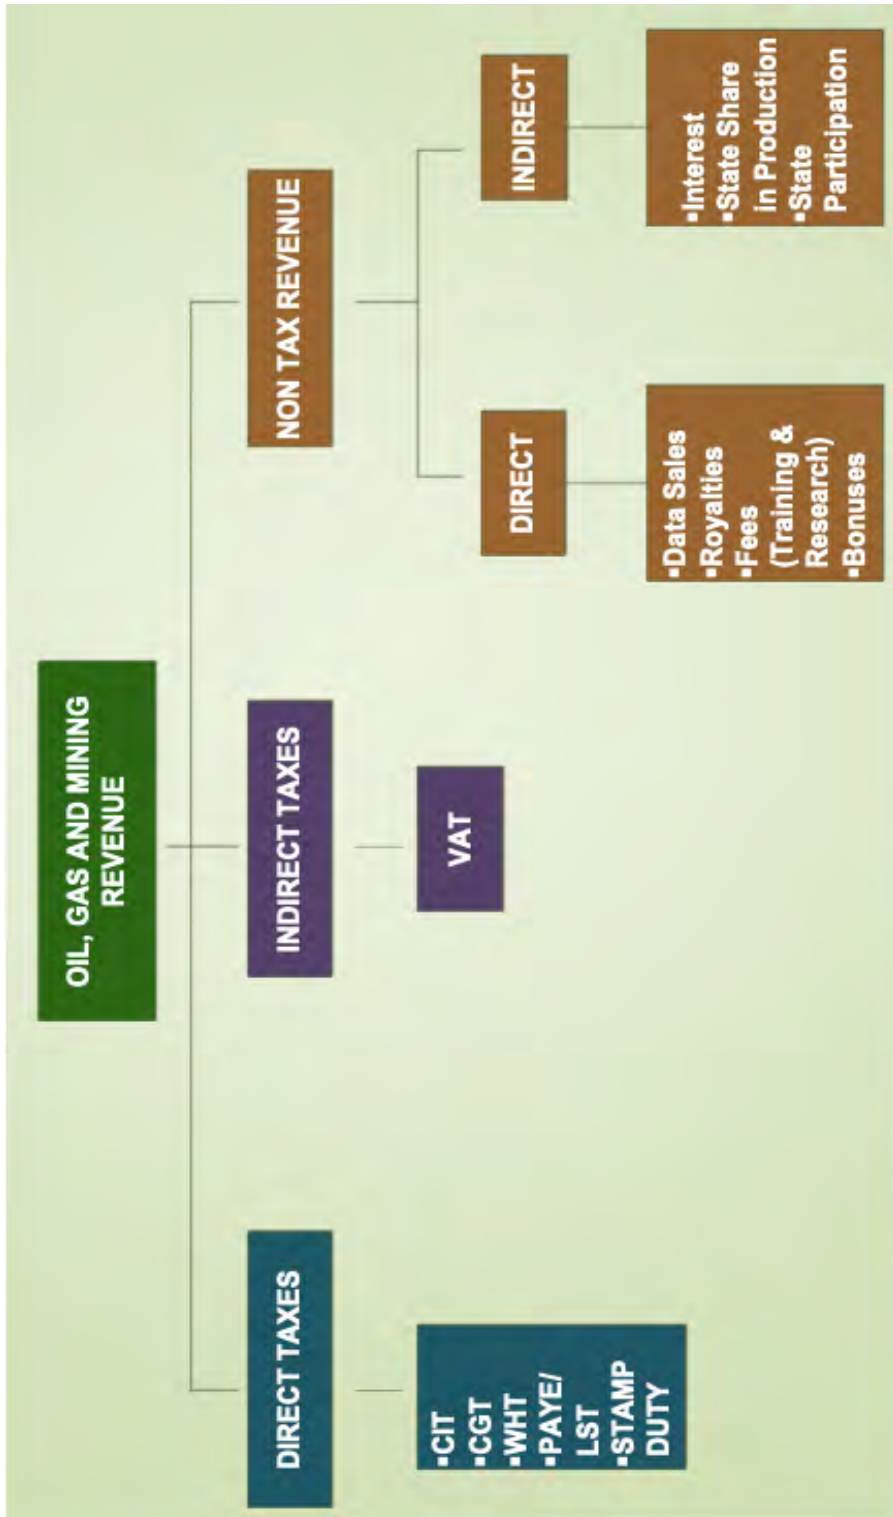 OIL, GAS AND MINING
REVENUE
DIRECT TAXES
INDIRECT TAXES
NON TAX REVENUE
▪CIT
▪CGT
▪WHT
▪PAYE/
LST
▪STAMP
DUTY
VAT
DIRECT
INDIRECT
▪Data Sales
▪Royalties
▪Fees
(Training &
Research)
▪Bonuses
▪Interest
▪State Share
in Production
▪State
Participation